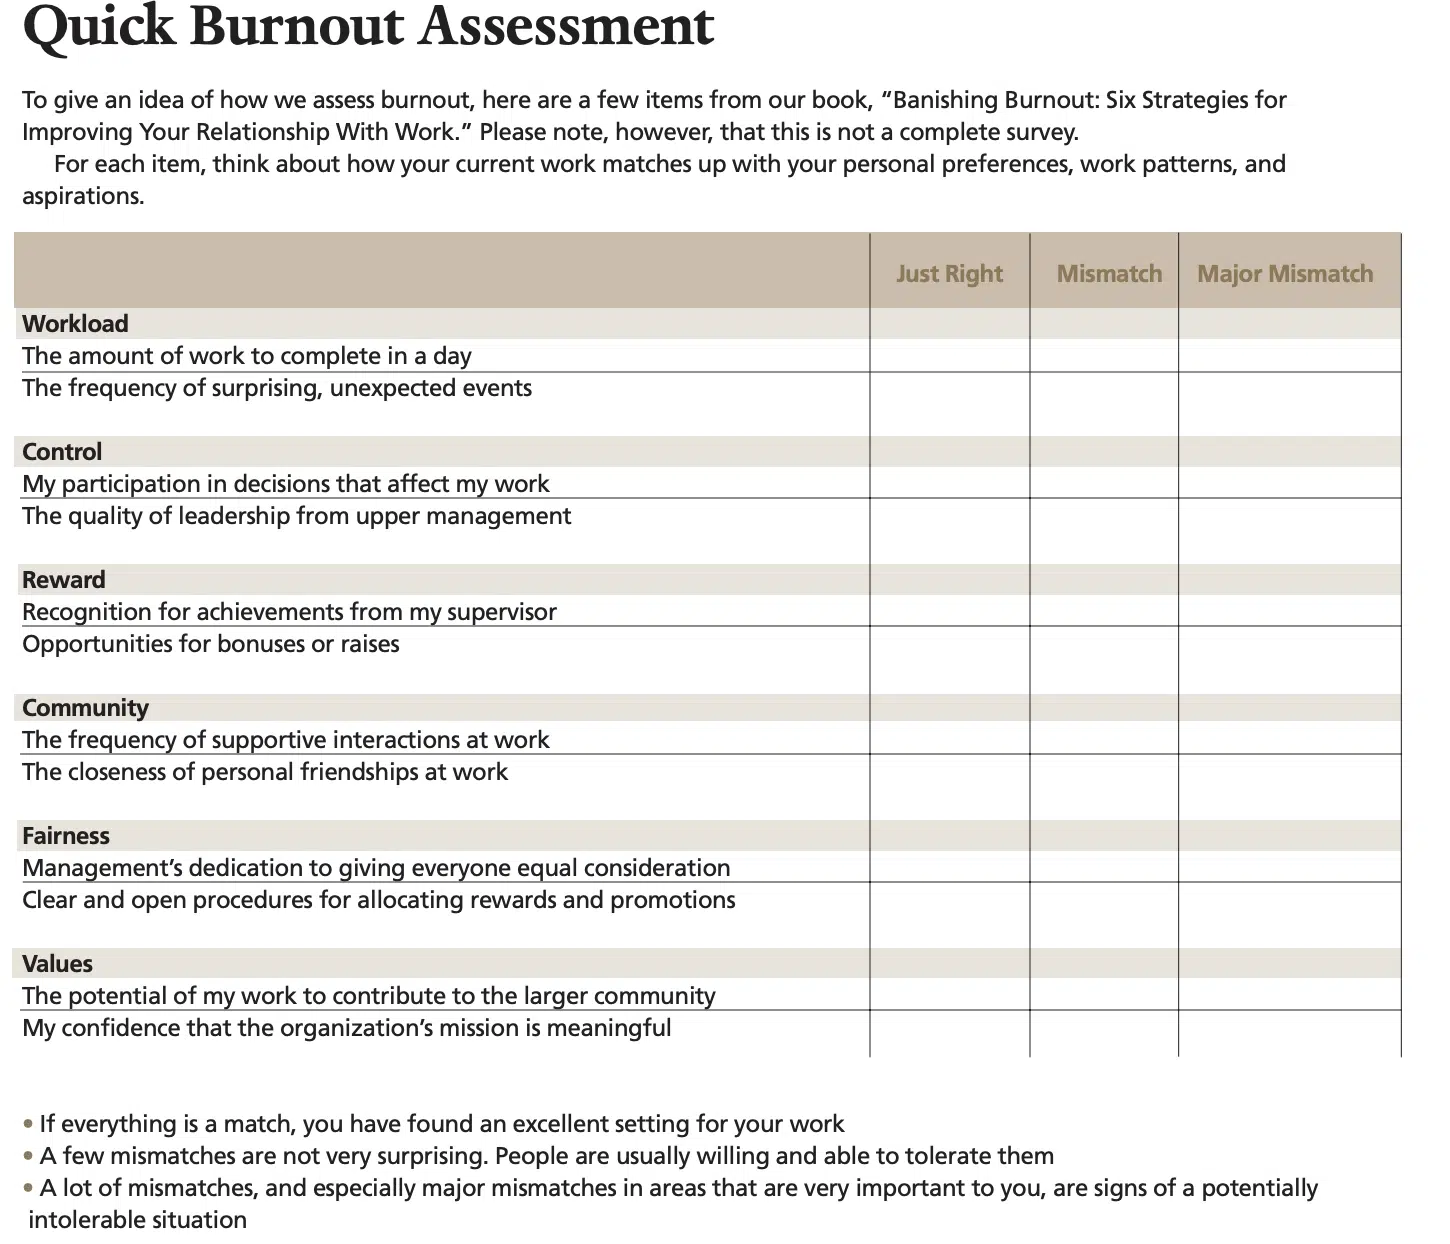 Quick Burnout Assessment
To give an idea of how we assess burnout, here are a few items from our book, “Banishing Burnout: Six Strategies for
Improving Your Relationship With Work.” Please note, however, that this is not a complete survey.
For each item, think about how your current work matches up with your personal preferences, work patterns, and
aspirations.
Just Right Mismatch Major Mismatch
Workload
The amount of work to complete in a day
The frequency of surprising, unexpected events
Control
My participation in decisions that affect my work
The quality of leadership from upper management
Reward
Recognition for achievements from my supervisor
Opportunities for bonuses or raises
Community
The frequency of supportive interactions at work
The closeness of personal friendships at work
Fairness
Management’s dedication to giving everyone equal consideration
Clear and open procedures for allocating rewards and promotions
Values
The potential of my work to contribute to the larger community
My confidence that the organization’s mission is meaningful
• If everything is a match, you have found an excellent setting for your work
• A few mismatches are not very surprising. People are usually willing and able to tolerate them
• A lot of mismatches, and especially major mismatches in areas that are very important to you, are signs of a potentially
intolerable situation